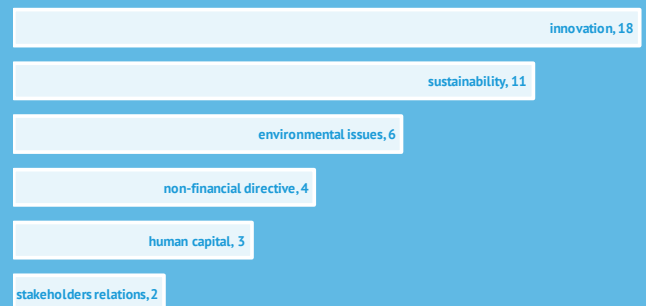 innovation, 18
sustainability, 11
environmental issues, 6
non-financial directive, 4
human capital, 3
stakeholders relations, 2